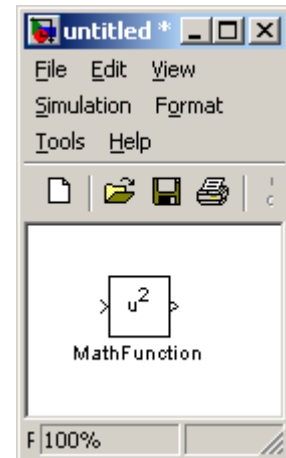 untitled *
File Edit View
Simulation Format
Tools Help
u2
MathFunction
F 100%